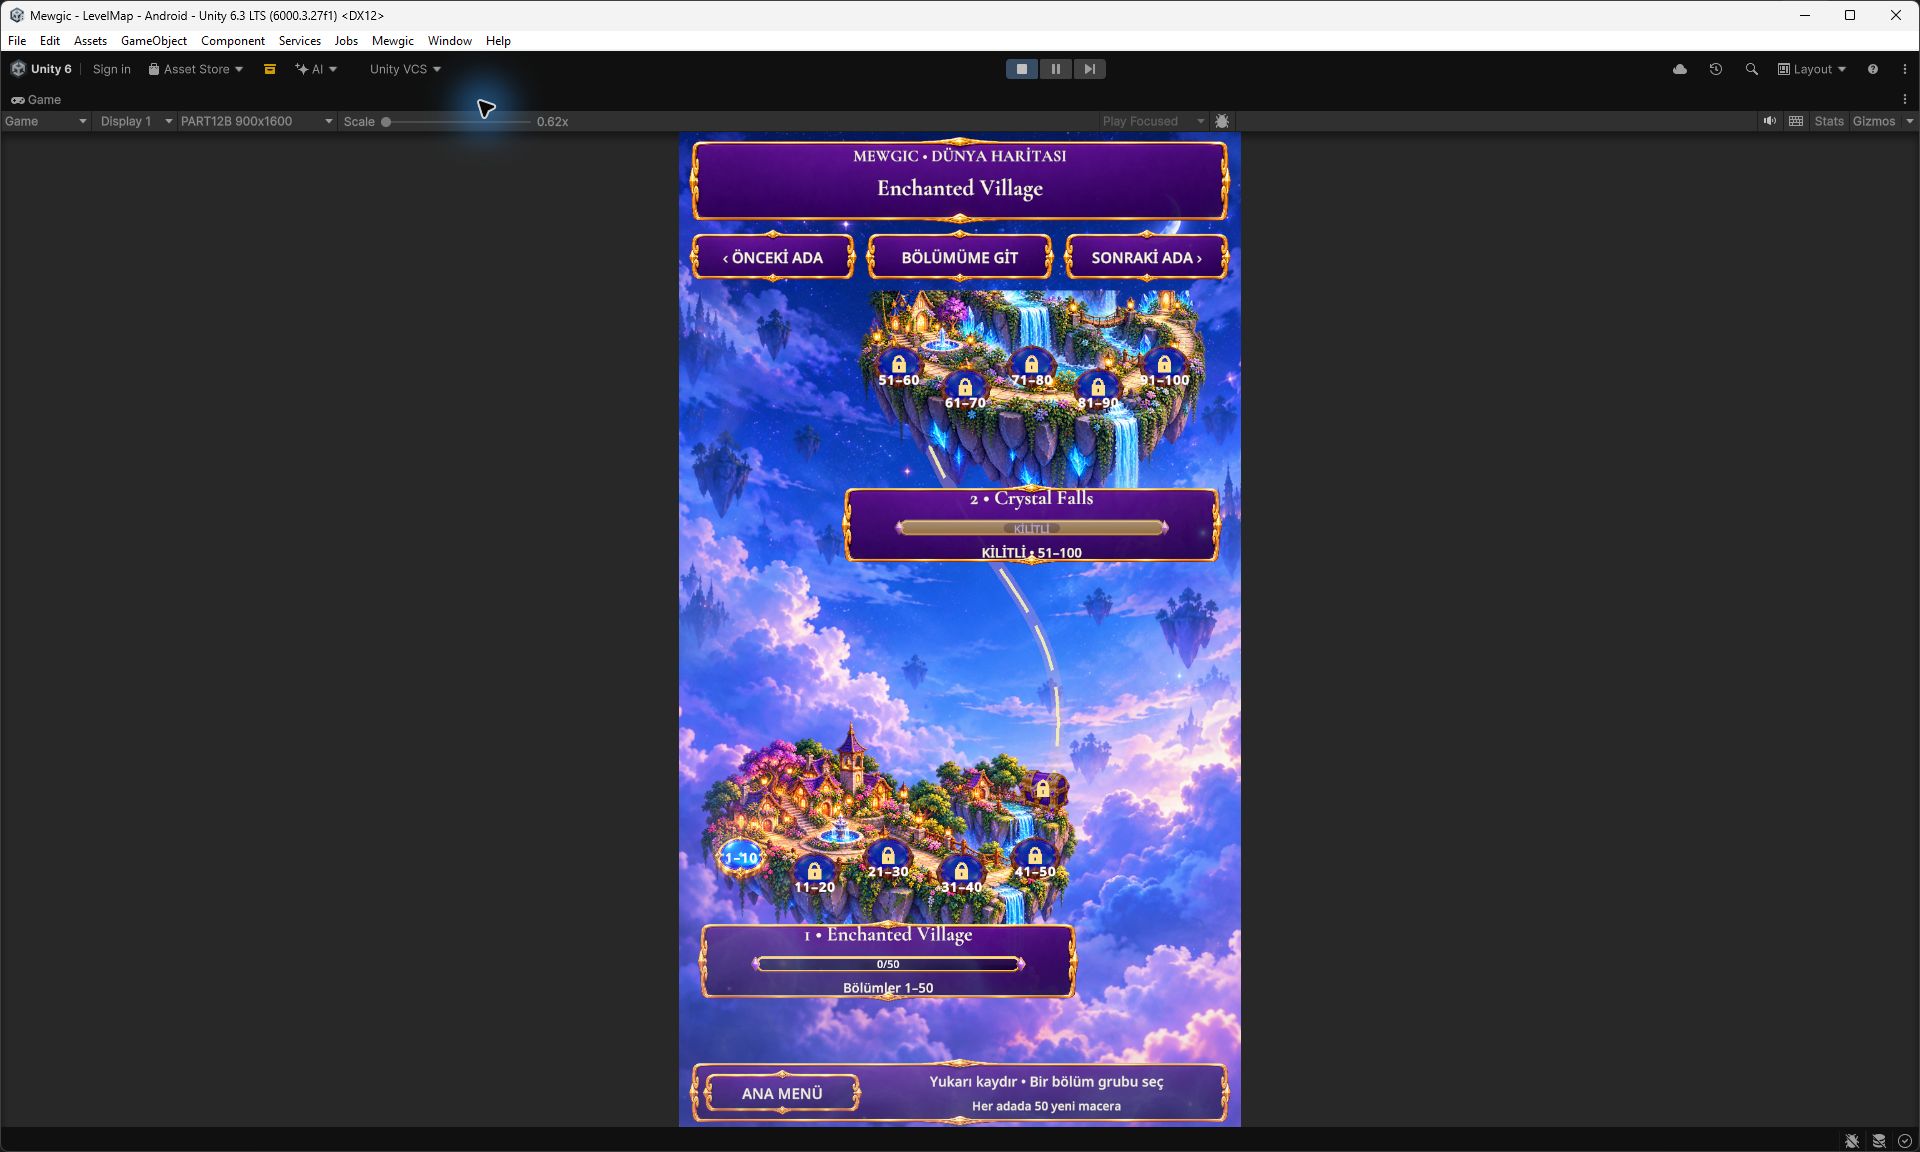 Mewgic - LevelMap - Android - Unity 6.3 LTS (6000.3.27f1) <DX12>
File Edit Assets GameObject Component Services Jobs Mewgic Window Help
Unity 6 Sign in Asset Store AI Unity VCS Layout
Game
Game Display 1 PART12B 900x1600 Scale 0.62x Play Focused Stats Gizmos
MEWGIC • DÜNYA HARİTASI
Enchanted Village
‹ ÖNCEKİ ADA BÖLÜMÜME GİT SONRAKİ ADA ›
51–60 71–80 91–100
61–70 81–90
2 • Crystal Falls
KİLİTLİ
KİLİTLİ • 51–100
1–10 21–30 41–50
11–20 31–40
1 • Enchanted Village
0/50
Bölümler 1–50
ANA MENÜ
Yukarı kaydır • Bir bölüm grubu seç
Her adada 50 yeni macera